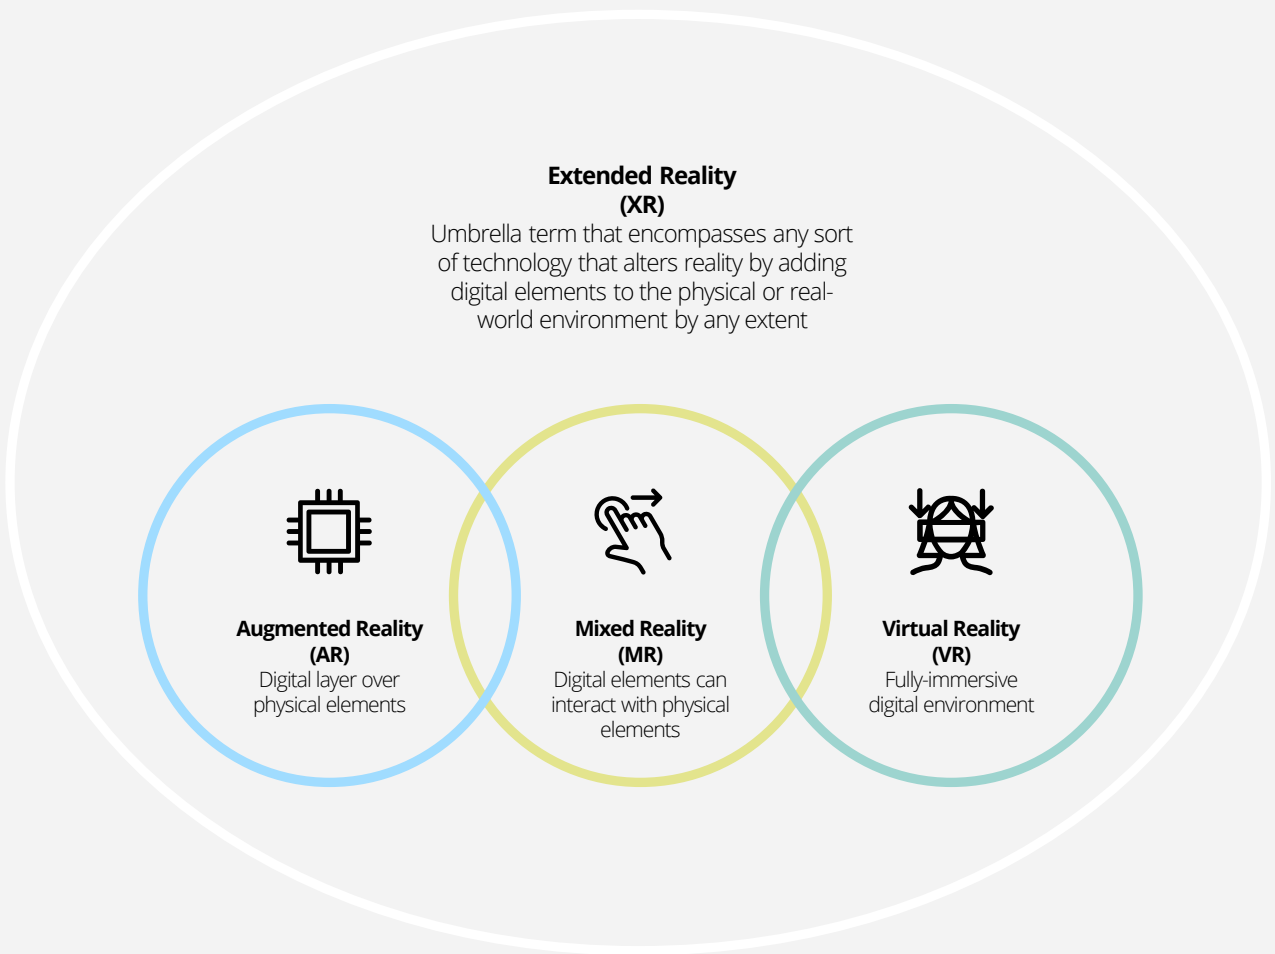 Extended Reality
(XR)
Umbrella term that encompasses any sort
of technology that alters reality by adding
digital elements to the physical or real-
world environment by any extent
Augmented Reality
(AR)
Digital layer over
physical elements
Mixed Reality
(MR)
Digital elements can
interact with physical
elements
Virtual Reality
(VR)
Fully-immersive
digital environment